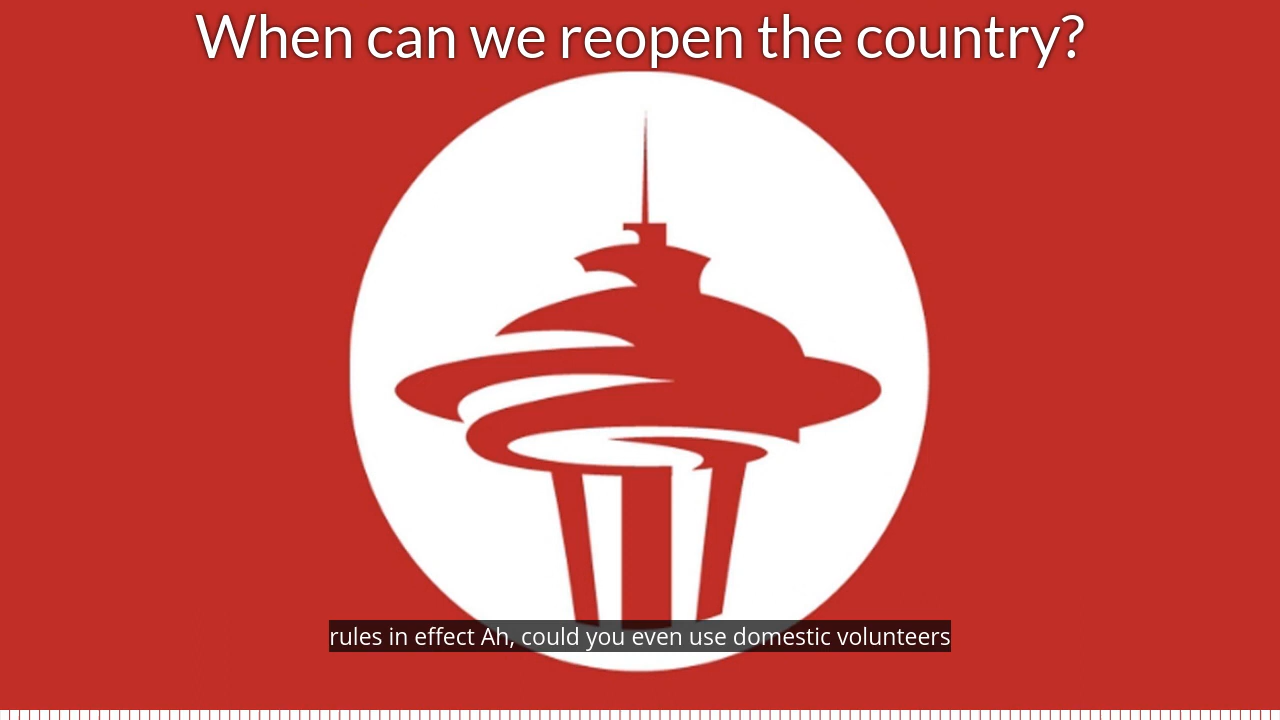 When can we reopen the country?
rules in effect Ah, could you even use domestic volunteers